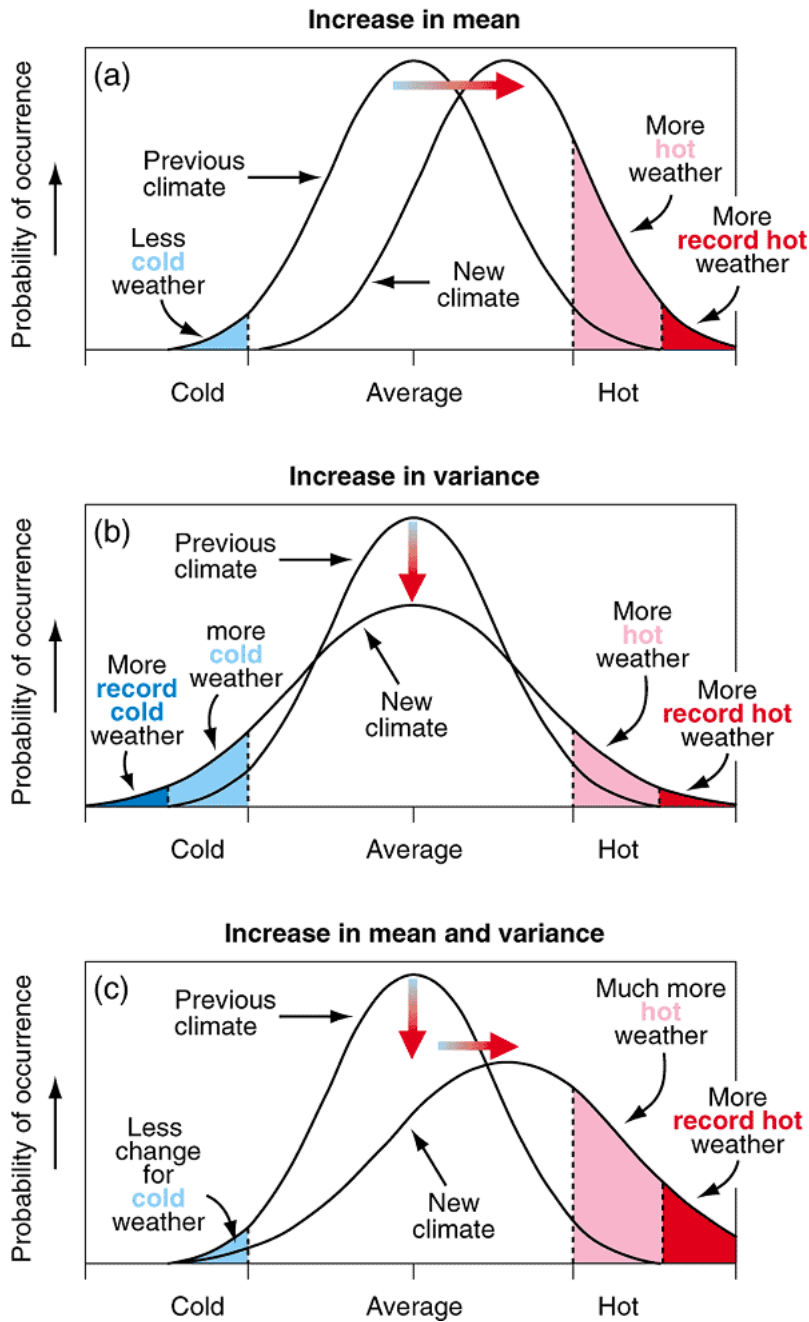 Increase in mean
(a)
Probability of occurrence
Previous
climate
Less
cold
weather
New
climate
More
hot
weather
More
record hot
weather
Cold
Average
Hot
Increase in variance
(b)
Probability of occurrence
Previous
climate
More
record
cold
weather
more
cold
weather
New
climate
More
hot
weather
More
record hot
weather
Cold
Average
Hot
Increase in mean and variance
(c)
Probability of occurrence
Previous
climate
Less
change
for
cold
weather
New
climate
Much more
hot
weather
More
record hot
weather
Cold
Average
Hot